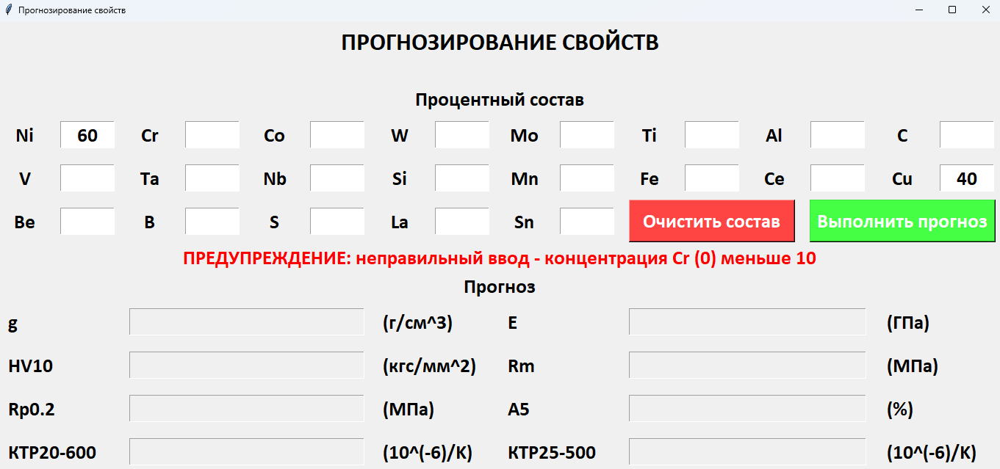 Прогнозирование свойств
ПРОГНОЗИРОВАНИЕ СВОЙСТВ
Процентный состав
Ni 60 Cr Co W Mo Ti Al C
V Ta Nb Si Mn Fe Ce Cu 40
Be B S La Sn Очистить состав Выполнить прогноз
ПРЕДУПРЕЖДЕНИЕ: неправильный ввод - концентрация Cr (0) меньше 10
Прогноз
g (г/см^3) E (ГПа)
HV10 (кгс/мм^2) Rm (МПа)
Rp0.2 (МПа) A5 (%)
КТР20-600 (10^(-6)/K) КТР25-500 (10^(-6)/K)